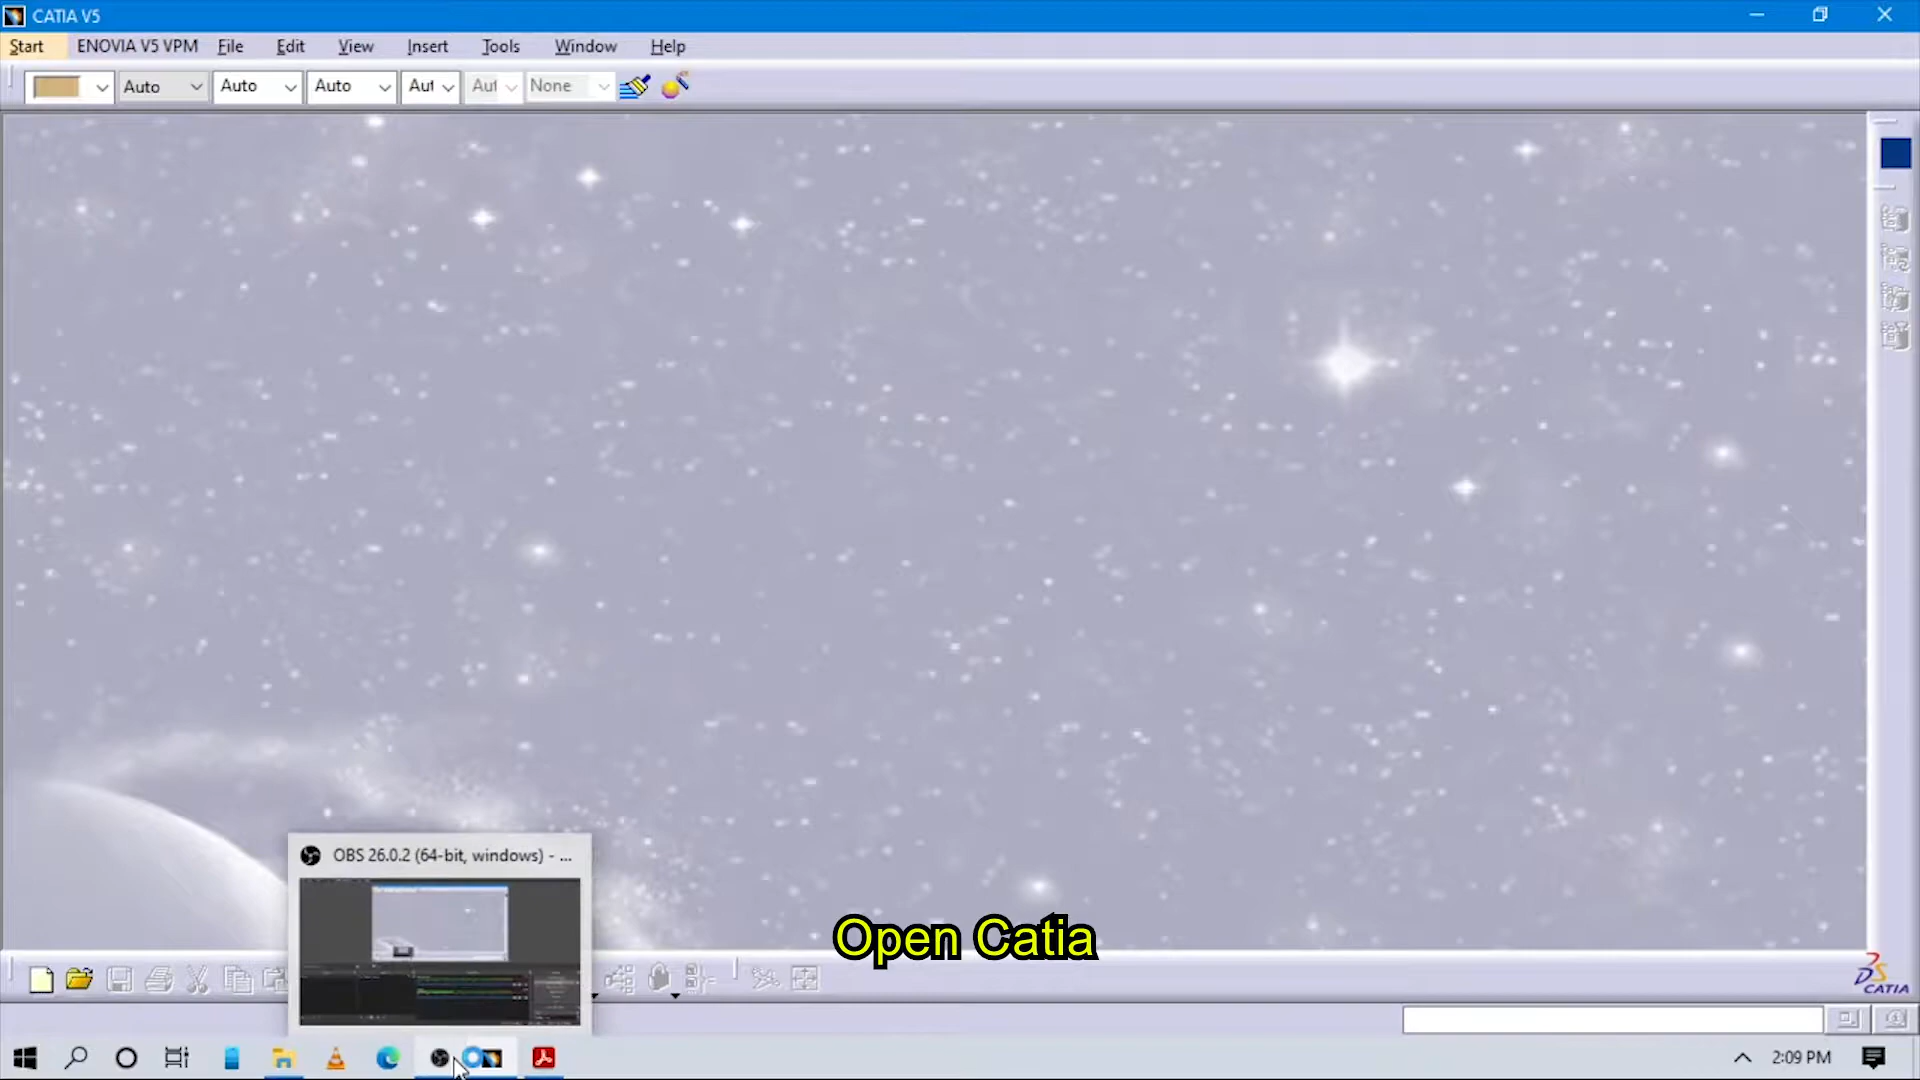 CATIA V5
Start ENOVIA V5 VPM File Edit View Insert Tools Window Help
Auto Auto Auto Aut Aut None
OBS 26.0.2 (64-bit, windows) - ...
Open Catia
DS CATIA
2:09 PM